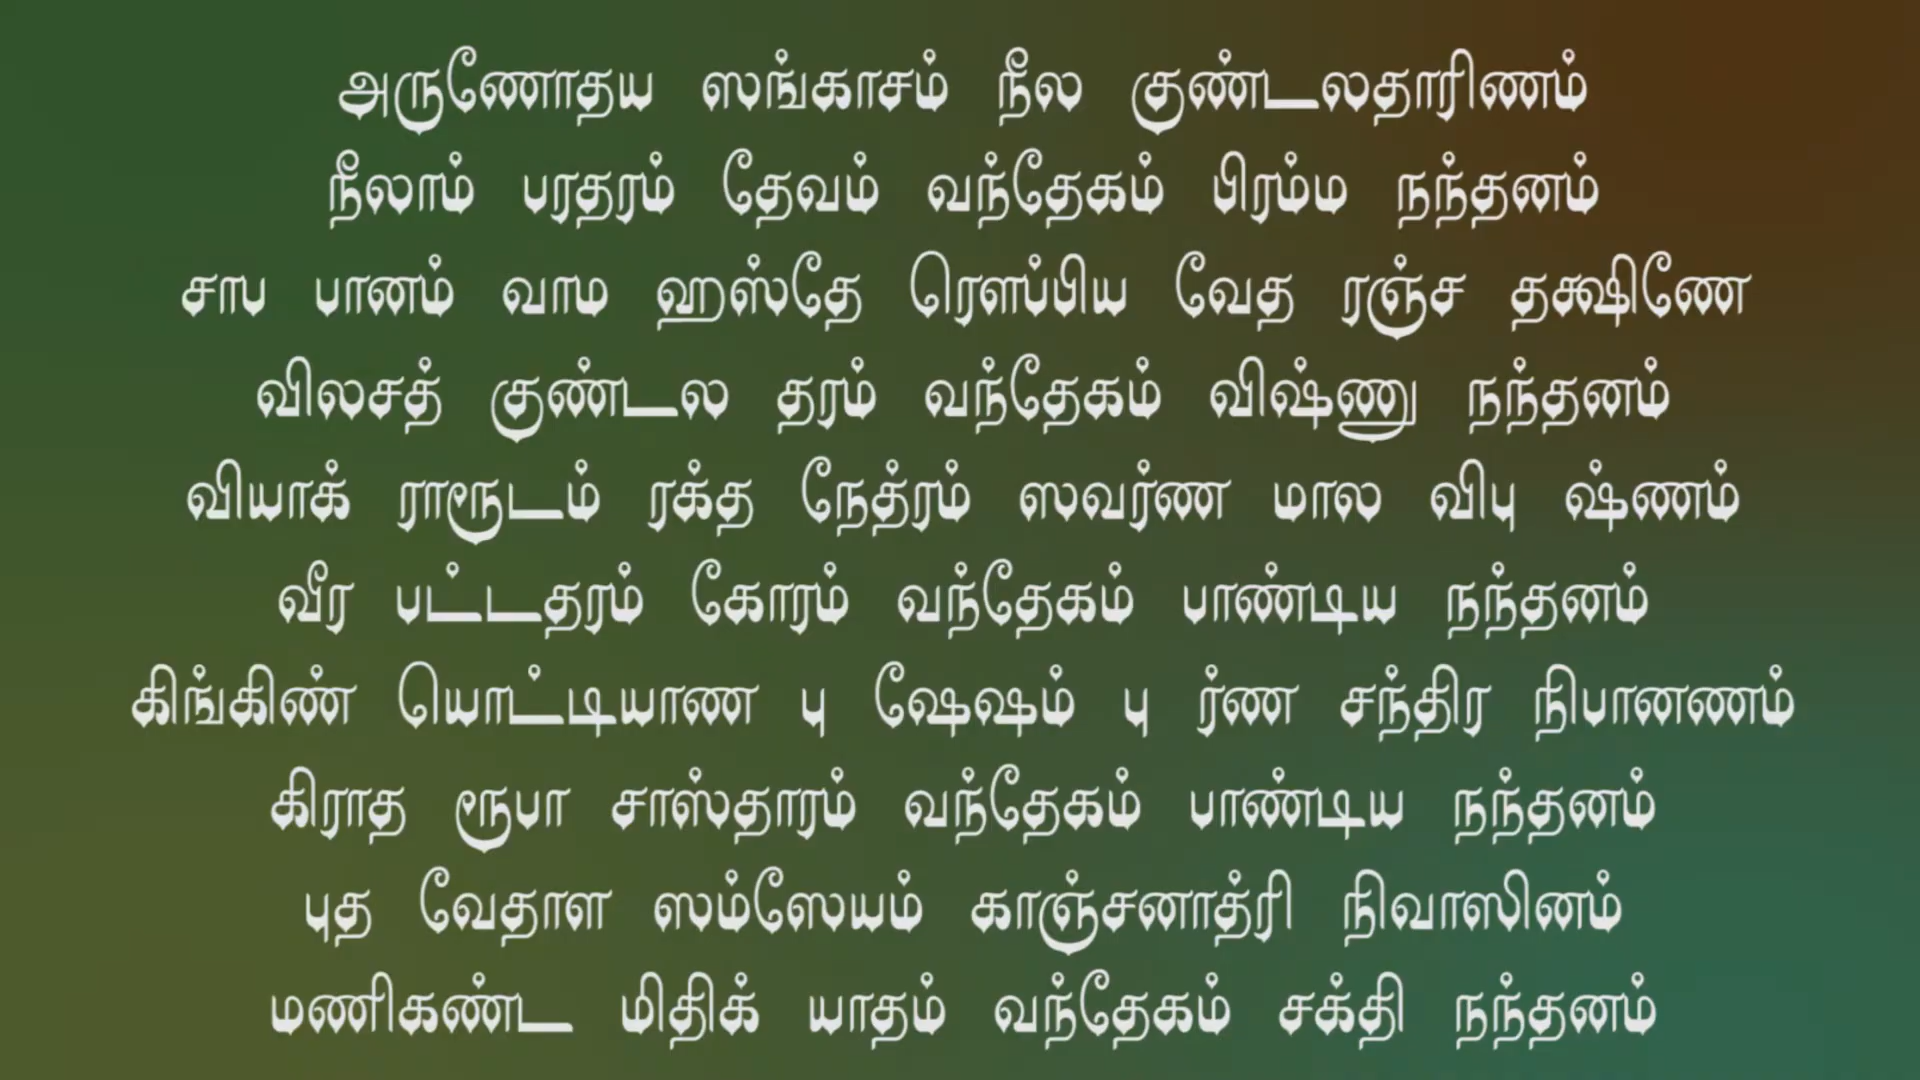 அருணோதய ஸங்காசம் நீல குண்டலதாரிணம்
நீலாம் பரதரம் தேவம் வந்தேகம் பிரம்ம நந்தனம்
சாப பானம் வாம ஹஸ்தே ரௌப்பிய வேத ரஞ்ச தக்ஷிணே
விலசத் குண்டல தரம் வந்தேகம் விஷ்ணு நந்தனம்
வியாக் ராரூடம் ரக்த நேத்ரம் ஸவர்ண மால விபு ஷ்ணம்
வீர பட்டதரம் கோரம் வந்தேகம் பாண்டிய நந்தனம்
கிங்கிண் யொட்டியாண பு ஷேஷம் பு ர்ண சந்திர நிபானணம்
கிராத ரூபா சாஸ்தாரம் வந்தேகம் பாண்டிய நந்தனம்
புத வேதாள ஸம்ஸேயம் காஞ்சனாத்ரி நிவாஸினம்
மணிகண்ட மிதிக் யாதம் வந்தேகம் சக்தி நந்தனம்